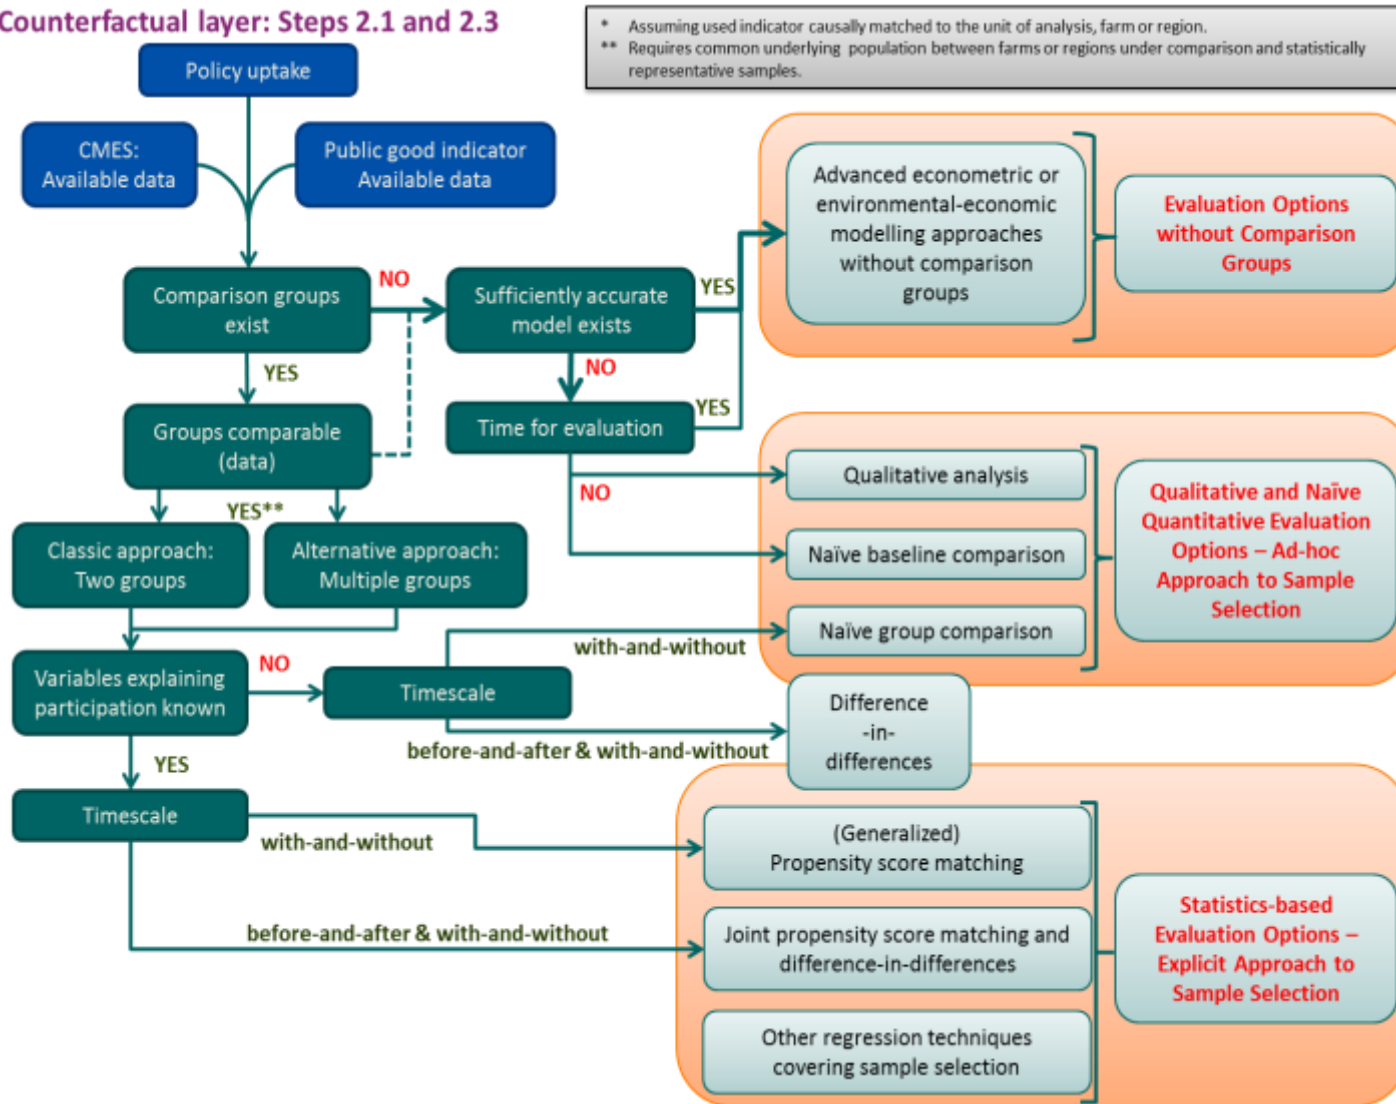 Counterfactual layer: Steps 2.1 and 2.3
* Assuming used indicator causally matched to the unit of analysis, farm or region.
** Requires common underlying population between farms or regions under comparison and statistically
representative samples.
Policy uptake
CMES:
Available data
Public good indicator
Available data
Comparison groups
exist
NO
Sufficiently accurate
model exists
YES
Advanced econometric or
environmental-economic
modelling approaches
without comparison
groups
Evaluation Options
without Comparison
Groups
YES
NO
Groups comparable
(data)
Time for evaluation
YES
YES**
NO
Classic approach:
Two groups
Alternative approach:
Multiple groups
Qualitative analysis
Naïve baseline comparison
Naïve group comparison
Qualitative and Naïve
Quantitative Evaluation
Options – Ad-hoc
Approach to Sample
Selection
Variables explaining
participation known
NO
Timescale
with-and-without
before-and-after & with-and-without
Difference
-in-
differences
YES
Timescale
with-and-without
before-and-after & with-and-without
(Generalized)
Propensity score matching
Joint propensity score matching and
difference-in-differences
Other regression techniques
covering sample selection
Statistics-based
Evaluation Options –
Explicit Approach to
Sample Selection